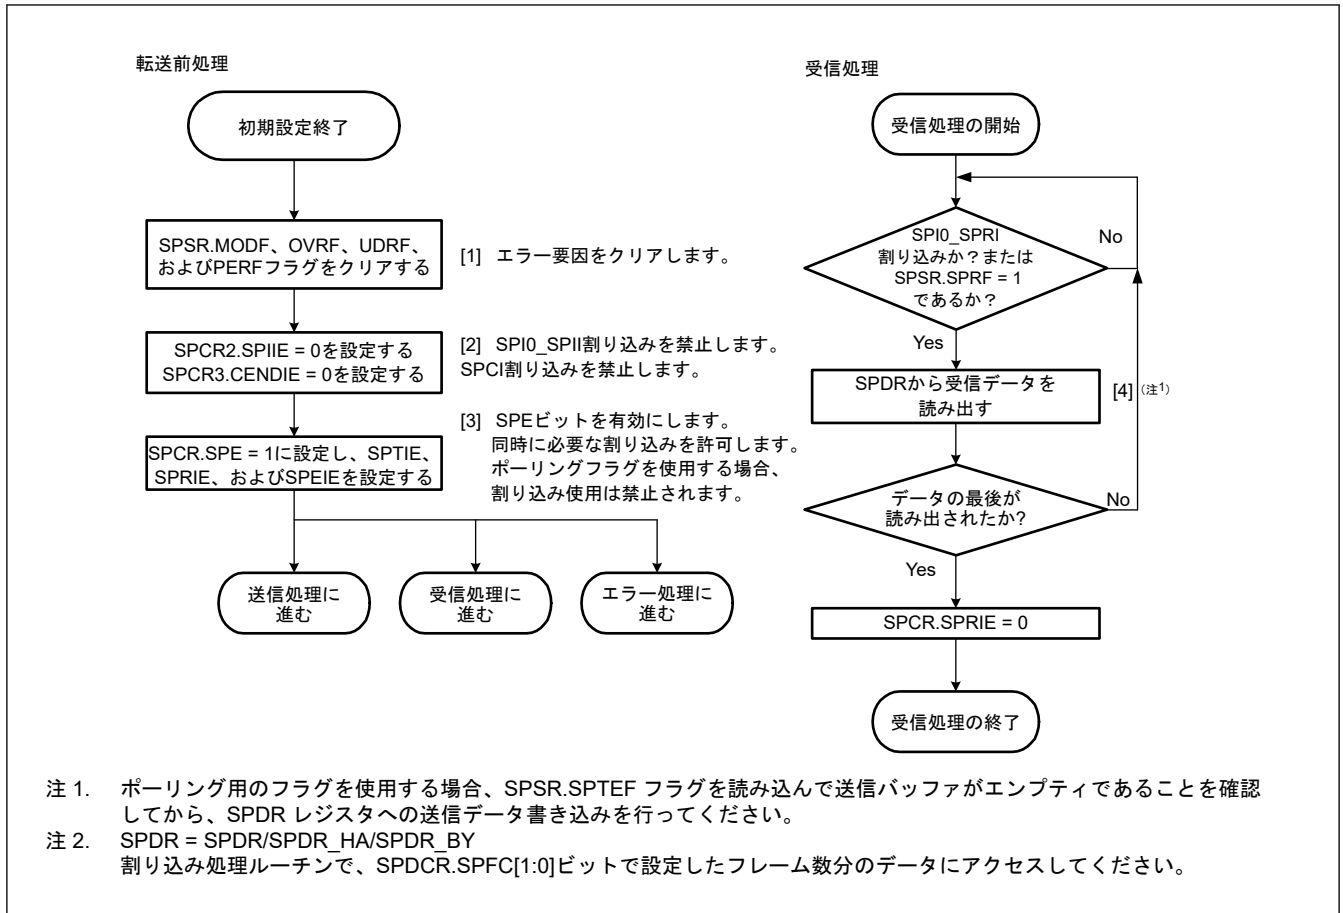 転送前処理
初期設定終了
SPSR.MODF、OVRF、UDRF、
およびPERFフラグをクリアする
[1] エラー要因をクリアします。
SPCR2.SPIIE = 0を設定する
SPCR3.CENDIE = 0を設定する
[2] SPI0_SPII割り込みを禁止します。
SPCI割り込みを禁止します。
SPCR.SPE = 1に設定し、SPTIE、
SPRIE、およびSPEIEを設定する
[3] SPEビットを有効にします。
同時に必要な割り込みを許可します。
ポーリングフラグを使用する場合、
割り込み使用は禁止されます。
送信処理に
進む
受信処理に
進む
エラー処理に
進む
受信処理
受信処理の開始
SPI0_SPRI
割り込みか？または
SPSR.SPRF = 1
であるか？
No
Yes
SPDRから受信データを
読み出す
[4] (注1)
データの最後が
読み出されたか?
No
Yes
SPCR.SPRIE = 0
受信処理の終了
注 1. ポーリング用のフラグを使用する場合、SPSR.SPTEF フラグを読み込んで送信バッファがエンプティであることを確認
してから、SPDR レジスタへの送信データ書き込みを行ってください。
注 2. SPDR = SPDR/SPDR_HA/SPDR_BY
割り込み処理ルーチンで、SPDCR.SPFC[1:0]ビットで設定したフレーム数分のデータにアクセスしてください。